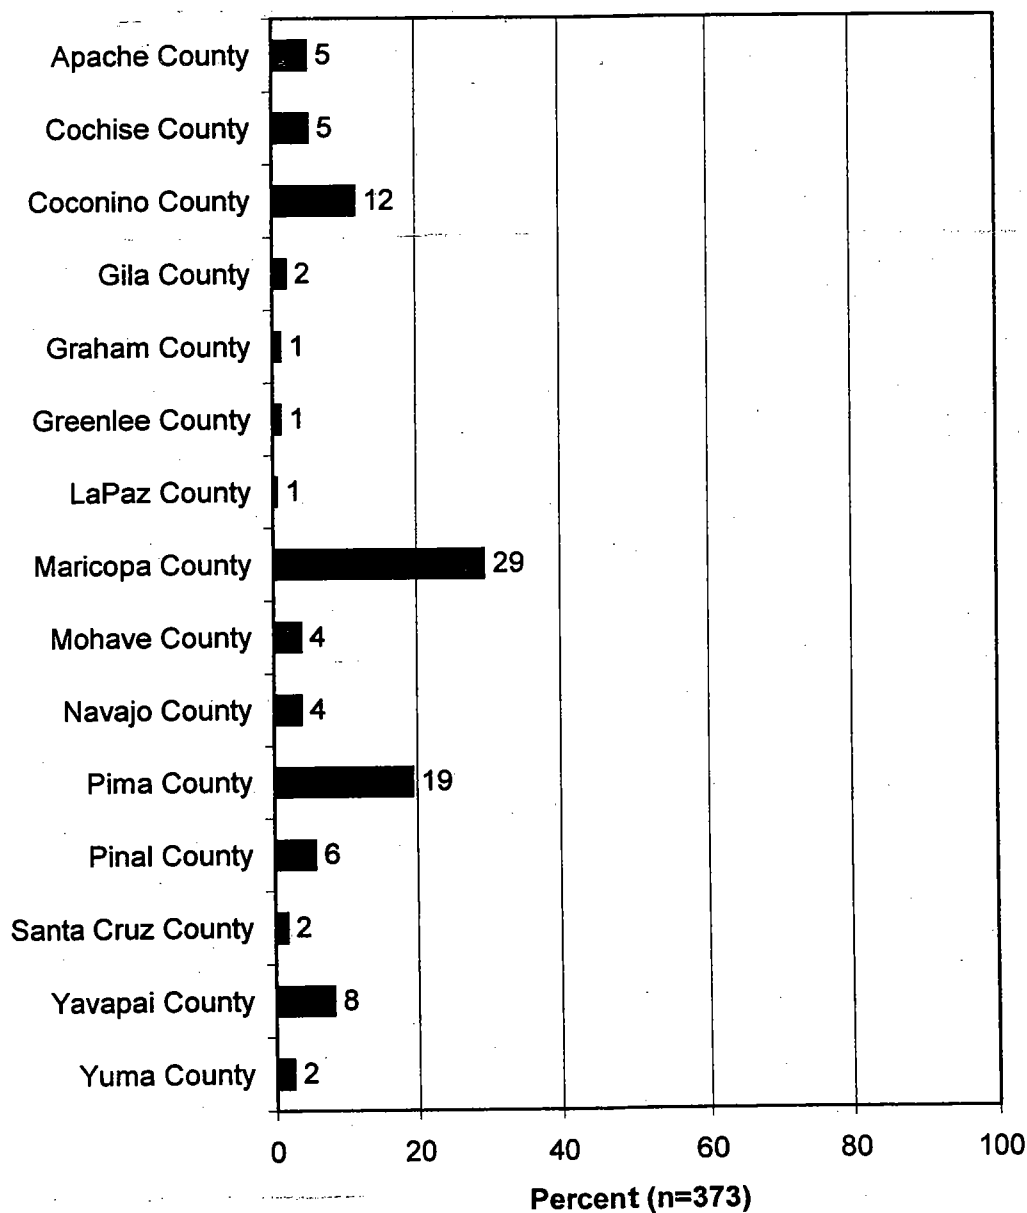 Apache County 5
Cochise County 5
Coconino County 12
Gila County 2
Graham County 1
Greenlee County 1
LaPaz County 1
Maricopa County 29
Mohave County 4
Navajo County 4
Pima County 19
Pinal County 6
Santa Cruz County 2
Yavapai County 8
Yuma County 2
0 20 40 60 80 100
Percent (n=373)